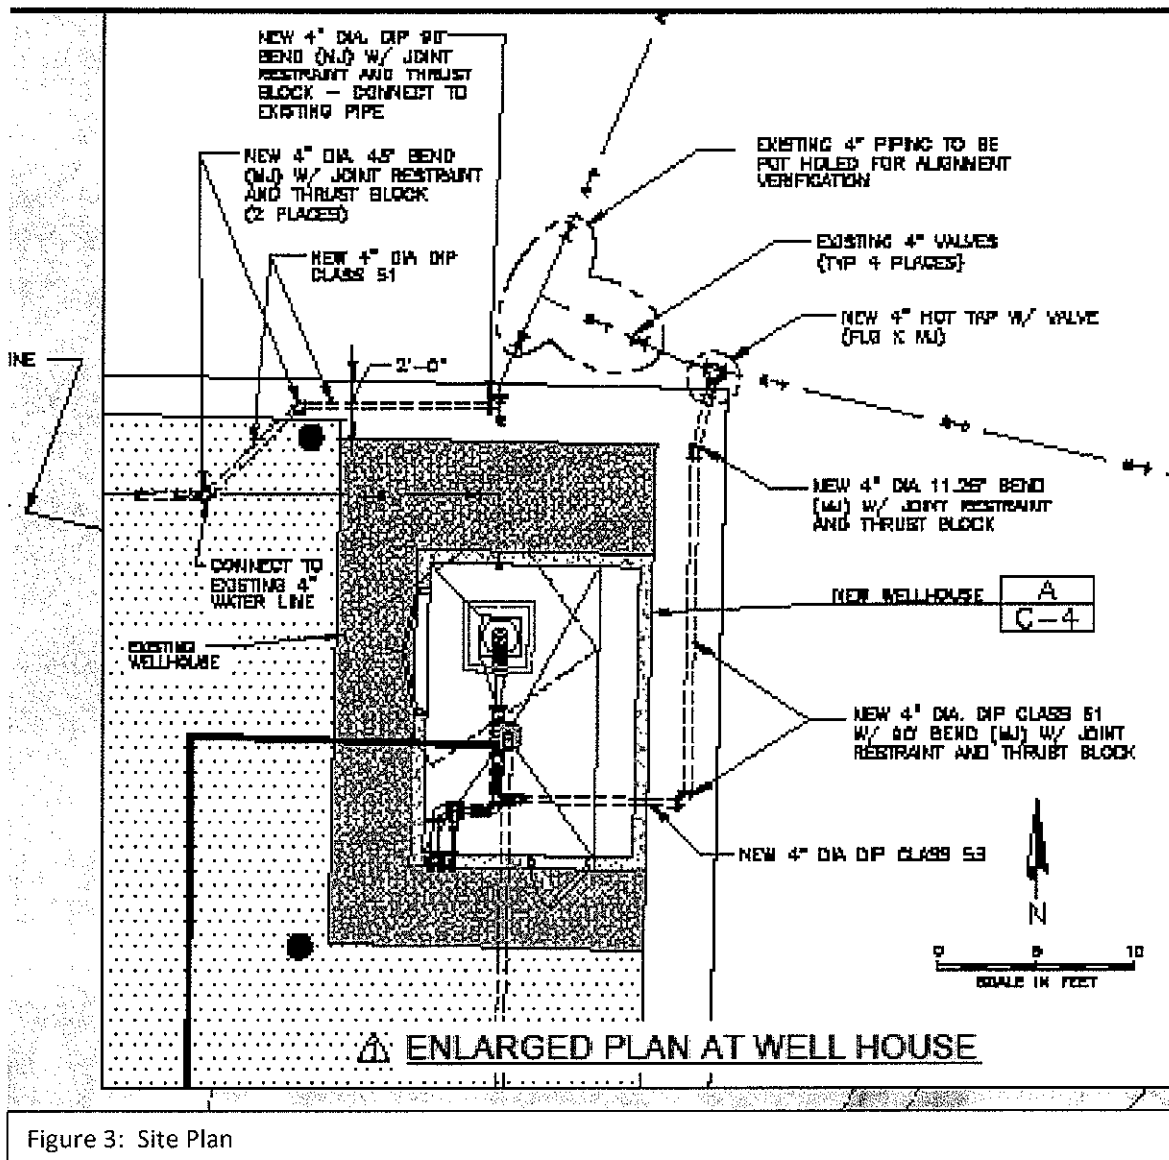 NEW 4" DIA. DIP 90°
BEND (MJ) W/ JOINT
RESTRAINT AND THRUST
BLOCK – CONNECT TO
EXISTING PIPE
NEW 4" DIA. 45° BEND
(MJ) W/ JOINT RESTRAINT
AND THRUST BLOCK
(2 PLACES)
NEW 4" DIA DIP
CLASS 51
INE
2'-0"
EXISTING 4" PIPING TO BE
POT HOLED FOR ALIGNMENT
VERIFICATION
EXISTING 4" VALVES
(TYP 4 PLACES)
NEW 4" HOT TAP W/ VALVE
(FLG X MJ)
NEW 4" DIA. 11.25° BEND
(MJ) W/ JOINT RESTRAINT
AND THRUST BLOCK
CONNECT TO
EXISTING 4"
WATER LINE
EXISTING
WELLHOUSE
NEW WELLHOUSE
A
C-4
NEW 4" DIA. DIP CLASS 51
W/ 90° BEND (MJ) W/ JOINT
RESTRAINT AND THRUST BLOCK
NEW 4" DIA DIP CLASS 53
N
0 5 10
SCALE IN FEET
1 ENLARGED PLAN AT WELL HOUSE
Figure 3: Site Plan